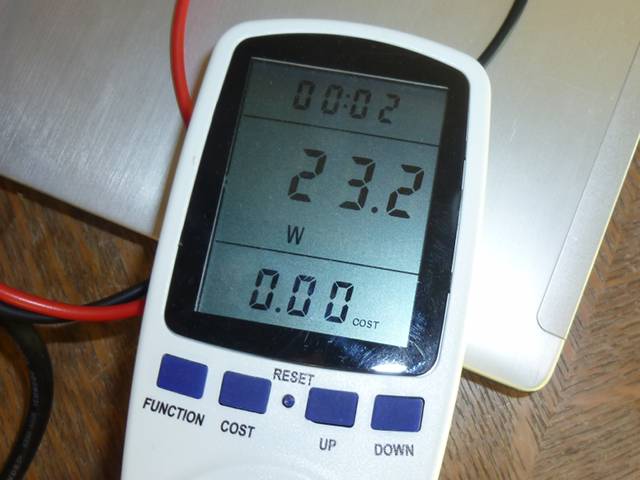 00:02
23.2
W
0.00 COST
RESET
FUNCTION COST UP DOWN